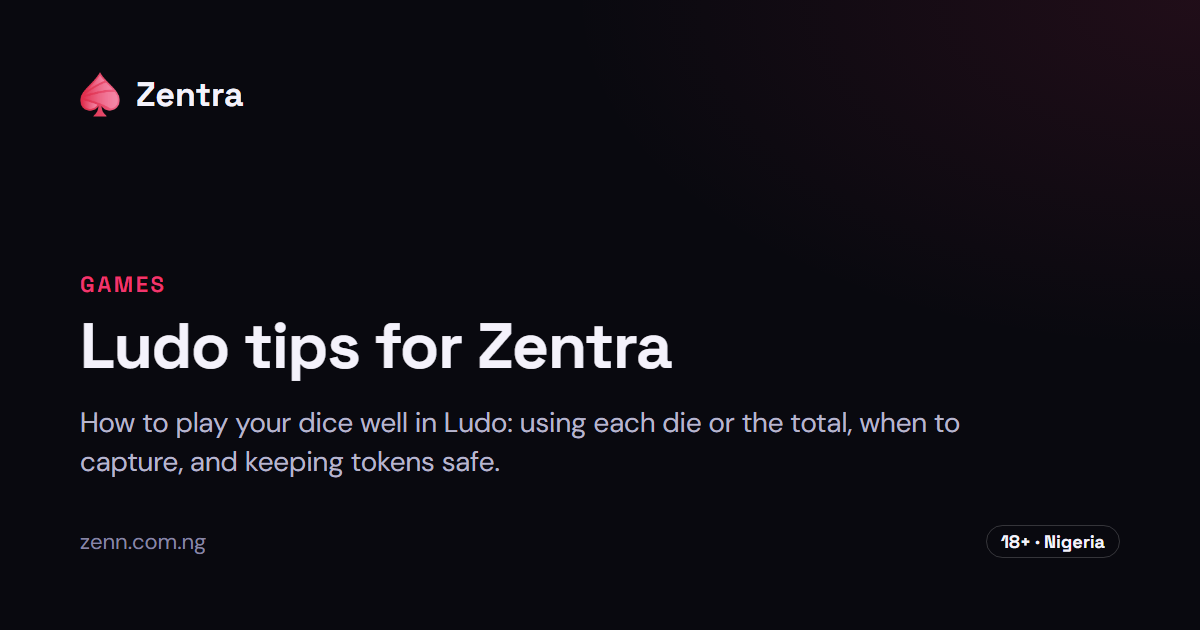 Zentra
GAMES
Ludo tips for Zentra
How to play your dice well in Ludo: using each die or the total, when to
capture, and keeping tokens safe.
zenn.com.ng
18+ · Nigeria